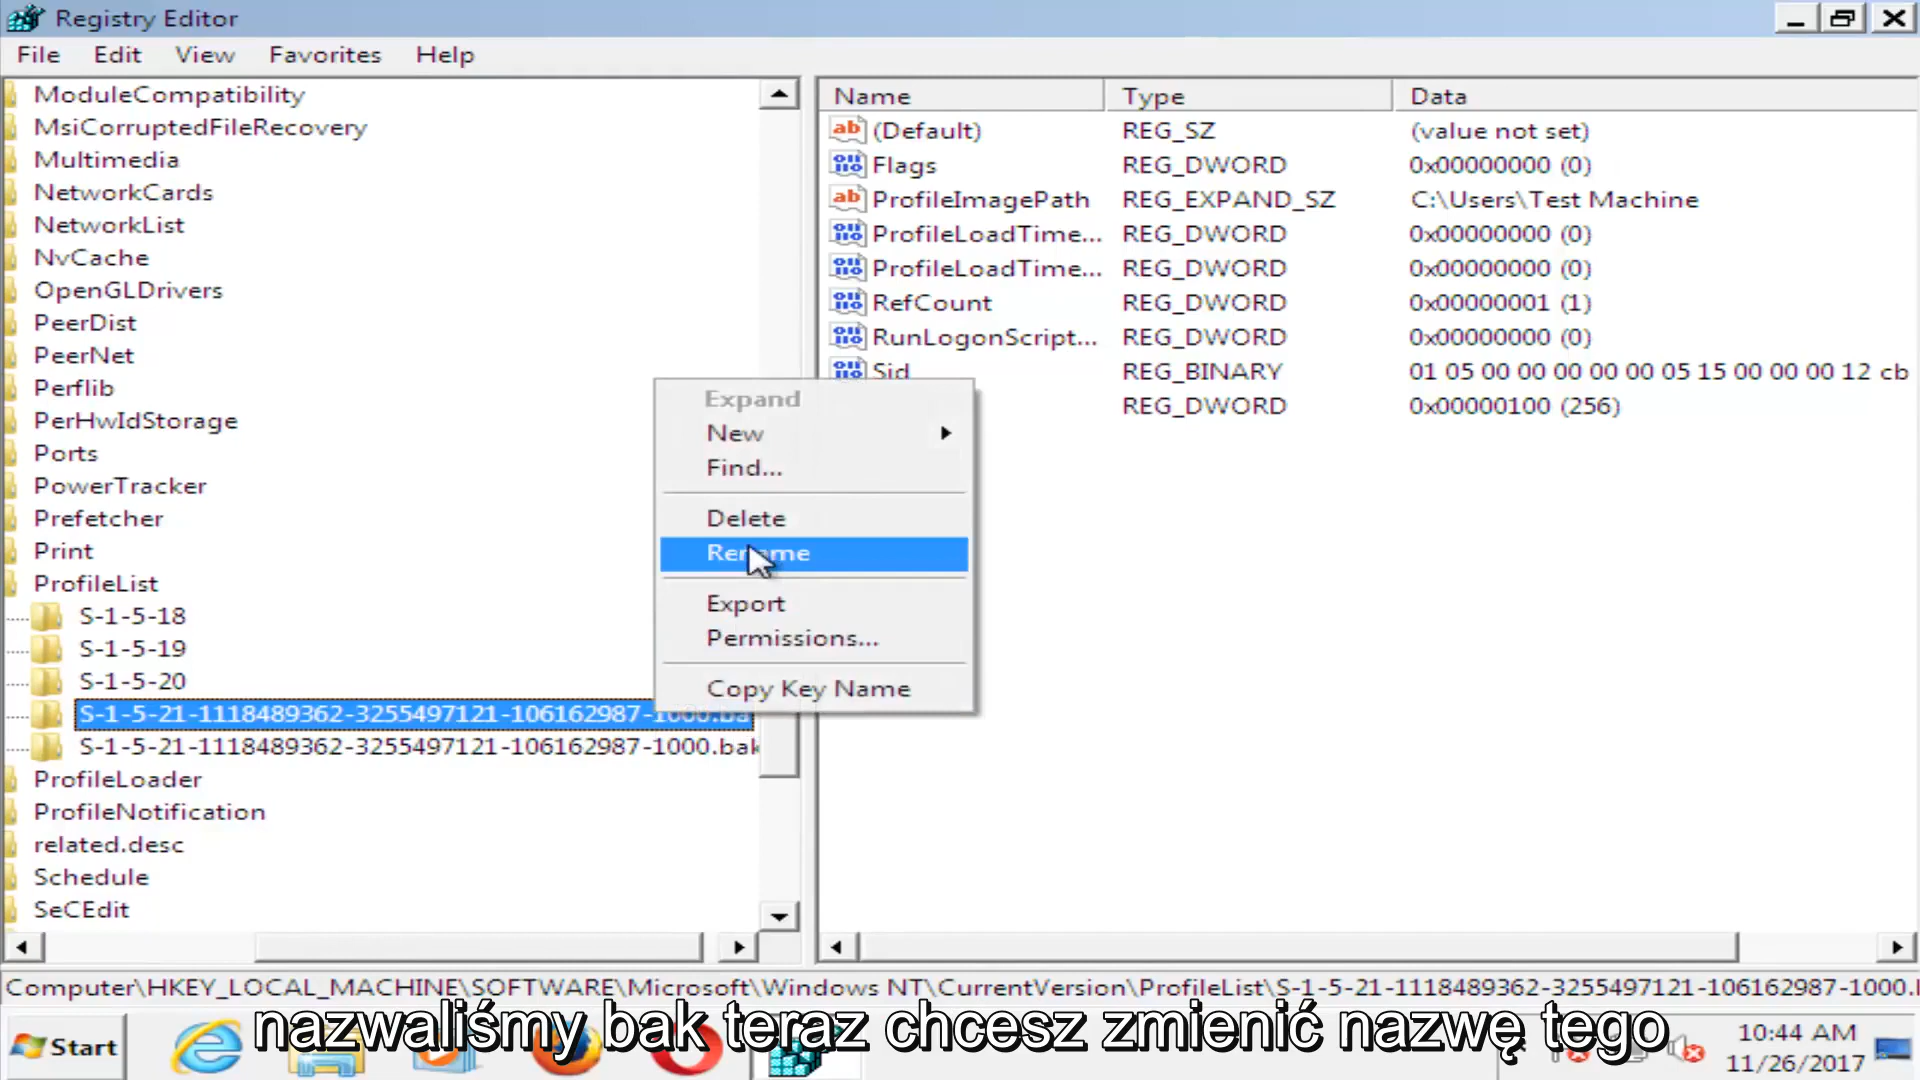 Registry Editor
File Edit View Favorites Help
ModuleCompatibility
MsiCorruptedFileRecovery
Multimedia
NetworkCards
NetworkList
NvCache
OpenGLDrivers
PeerDist
PeerNet
Perflib
PerHwIdStorage
Ports
PowerTracker
Prefetcher
Print
ProfileList
S-1-5-18
S-1-5-19
S-1-5-20
S-1-5-21-1118489362-3255497121-106162987-1000.ba
S-1-5-21-1118489362-3255497121-106162987-1000.bak
ProfileLoader
ProfileNotification
related.desc
Schedule
SeCEdit
Name Type Data
(Default) REG_SZ (value not set)
Flags REG_DWORD 0x00000000 (0)
ProfileImagePath REG_EXPAND_SZ C:\Users\Test Machine
ProfileLoadTime... REG_DWORD 0x00000000 (0)
ProfileLoadTime... REG_DWORD 0x00000000 (0)
RefCount REG_DWORD 0x00000001 (1)
RunLogonScript... REG_DWORD 0x00000000 (0)
Sid REG_BINARY 01 05 00 00 00 00 00 05 15 00 00 00 12 cb
REG_DWORD 0x00000100 (256)
Expand
New
Find...
Delete
Rename
Export
Permissions...
Copy Key Name
Computer\HKEY_LOCAL_MACHINE\SOFTWARE\Microsoft\Windows NT\CurrentVersion\ProfileList\S-1-5-21-1118489362-3255497121-106162987-1000.
nazwaliśmy bak teraz chcesz zmienić nazwę tego
Start
10:44 AM
11/26/2017